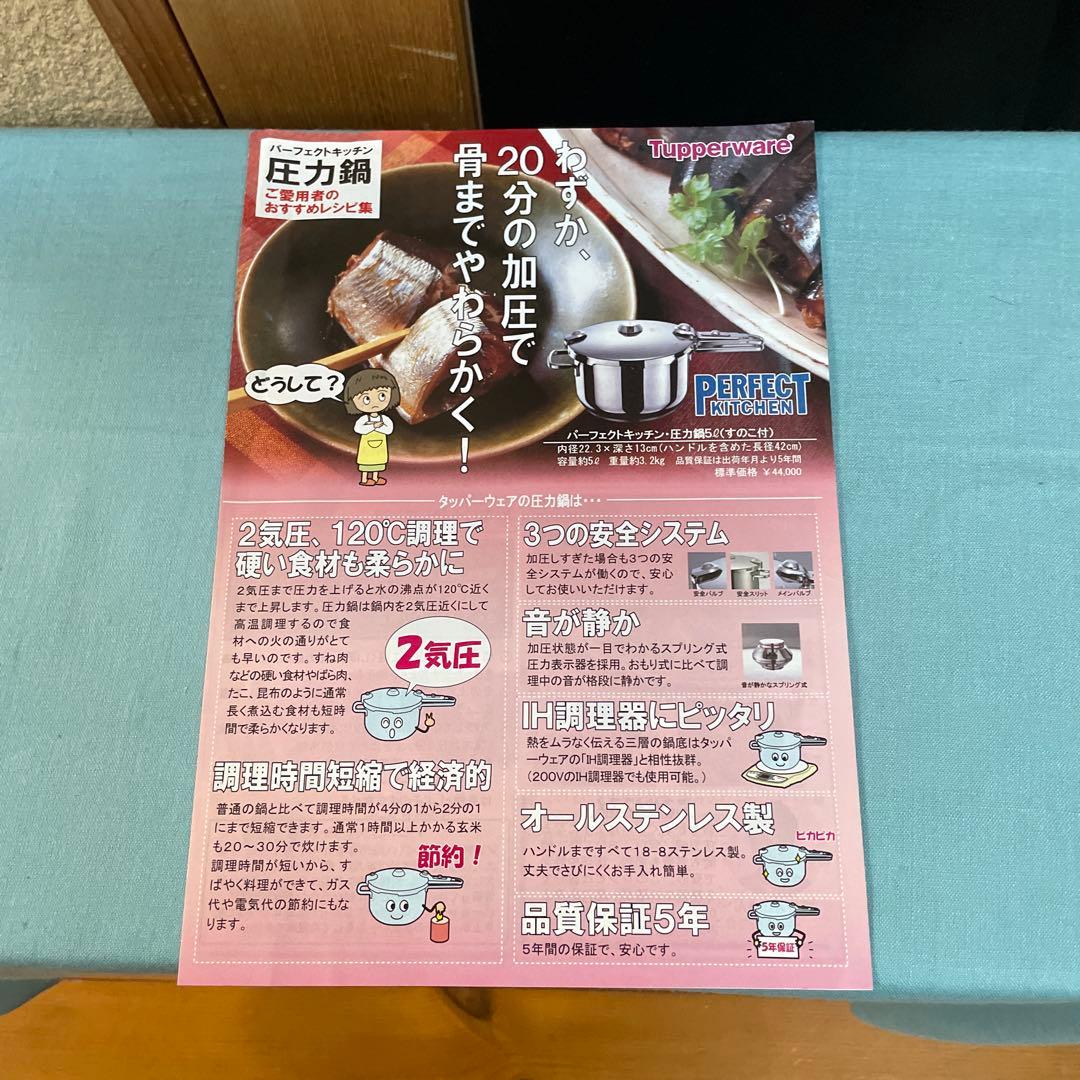 パーフェクトキッチン
圧力鍋
ご愛用者の
おすすめレシピ集
Tupperware®
わずか、
20分の加圧で
骨までやわらかく！
どうして？
PERFECT
KITCHEN
パーフェクトキッチン・圧力鍋5ℓ(すのこ付)
内径22.3×深さ13cm(ハンドルを含めた長径42cm)
容量約5ℓ 重量約3.2kg 品質保証は出荷年月より5年間
標準価格 ￥44,000
タッパーウェアの圧力鍋は・・・
2気圧、120℃調理で
硬い食材も柔らかに
2気圧まで圧力を上げると水の沸点が120℃近く
まで上昇します。圧力鍋は鍋内を2気圧近くにして
高温調理するので食
材への火の通りがとて
も早いのです。すね肉
などの硬い食材やばら肉、
たこ、昆布のように通常
長く煮込む食材も短時
間で柔らかくなります。
2気圧
調理時間短縮で経済的
普通の鍋と比べて調理時間が4分の1から2分の1
にまで短縮できます。通常1時間以上かかる玄米
も20〜30分で炊けます。
調理時間が短いから、す
ばやく料理ができて、ガス
代や電気代の節約にもな
ります。
節約！
3つの安全システム
加圧しすぎた場合も3つの安
全システムが働くので、安心
してお使いいただけます。
安全バルブ 安全スリット メインバルブ
音が静か
加圧状態が一目でわかるスプリング式
圧力表示器を採用。おもり式に比べて調
理中の音が格段に静かです。
音が静かなスプリング式
IH調理器にピッタリ
熱をムラなく伝える三層の鍋底はタッパ
ーウェアの「IH調理器」と相性抜群。
(200VのIH調理器でも使用可能。)
オールステンレス製
ピカピカ
ハンドルまですべて18-8ステンレス製。
丈夫でさびにくくお手入れ簡単。
品質保証5年
5年間の保証で、安心です。
5年保証